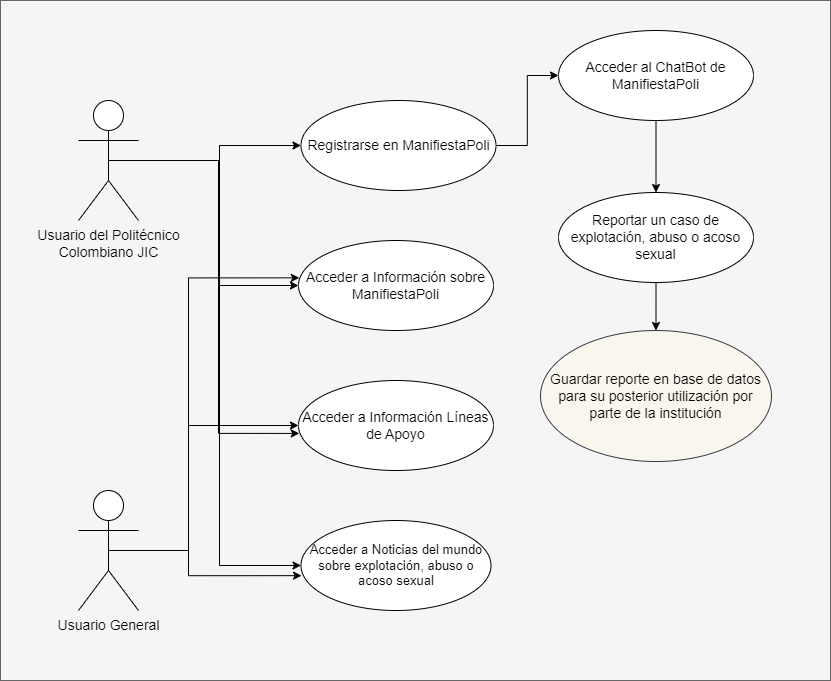 Acceder al ChatBot de
ManifiestaPoli
Registrarse en ManifiestaPoli
Usuario del Politécnico
Colombiano JIC
Reportar un caso de
explotación, abuso o acoso
sexual
Acceder a Información sobre
ManifiestaPoli
Guardar reporte en base de datos
para su posterior utilización por
parte de la institución
Acceder a Información Líneas
de Apoyo
Acceder a Noticias del mundo
sobre explotación, abuso o
acoso sexual
Usuario General